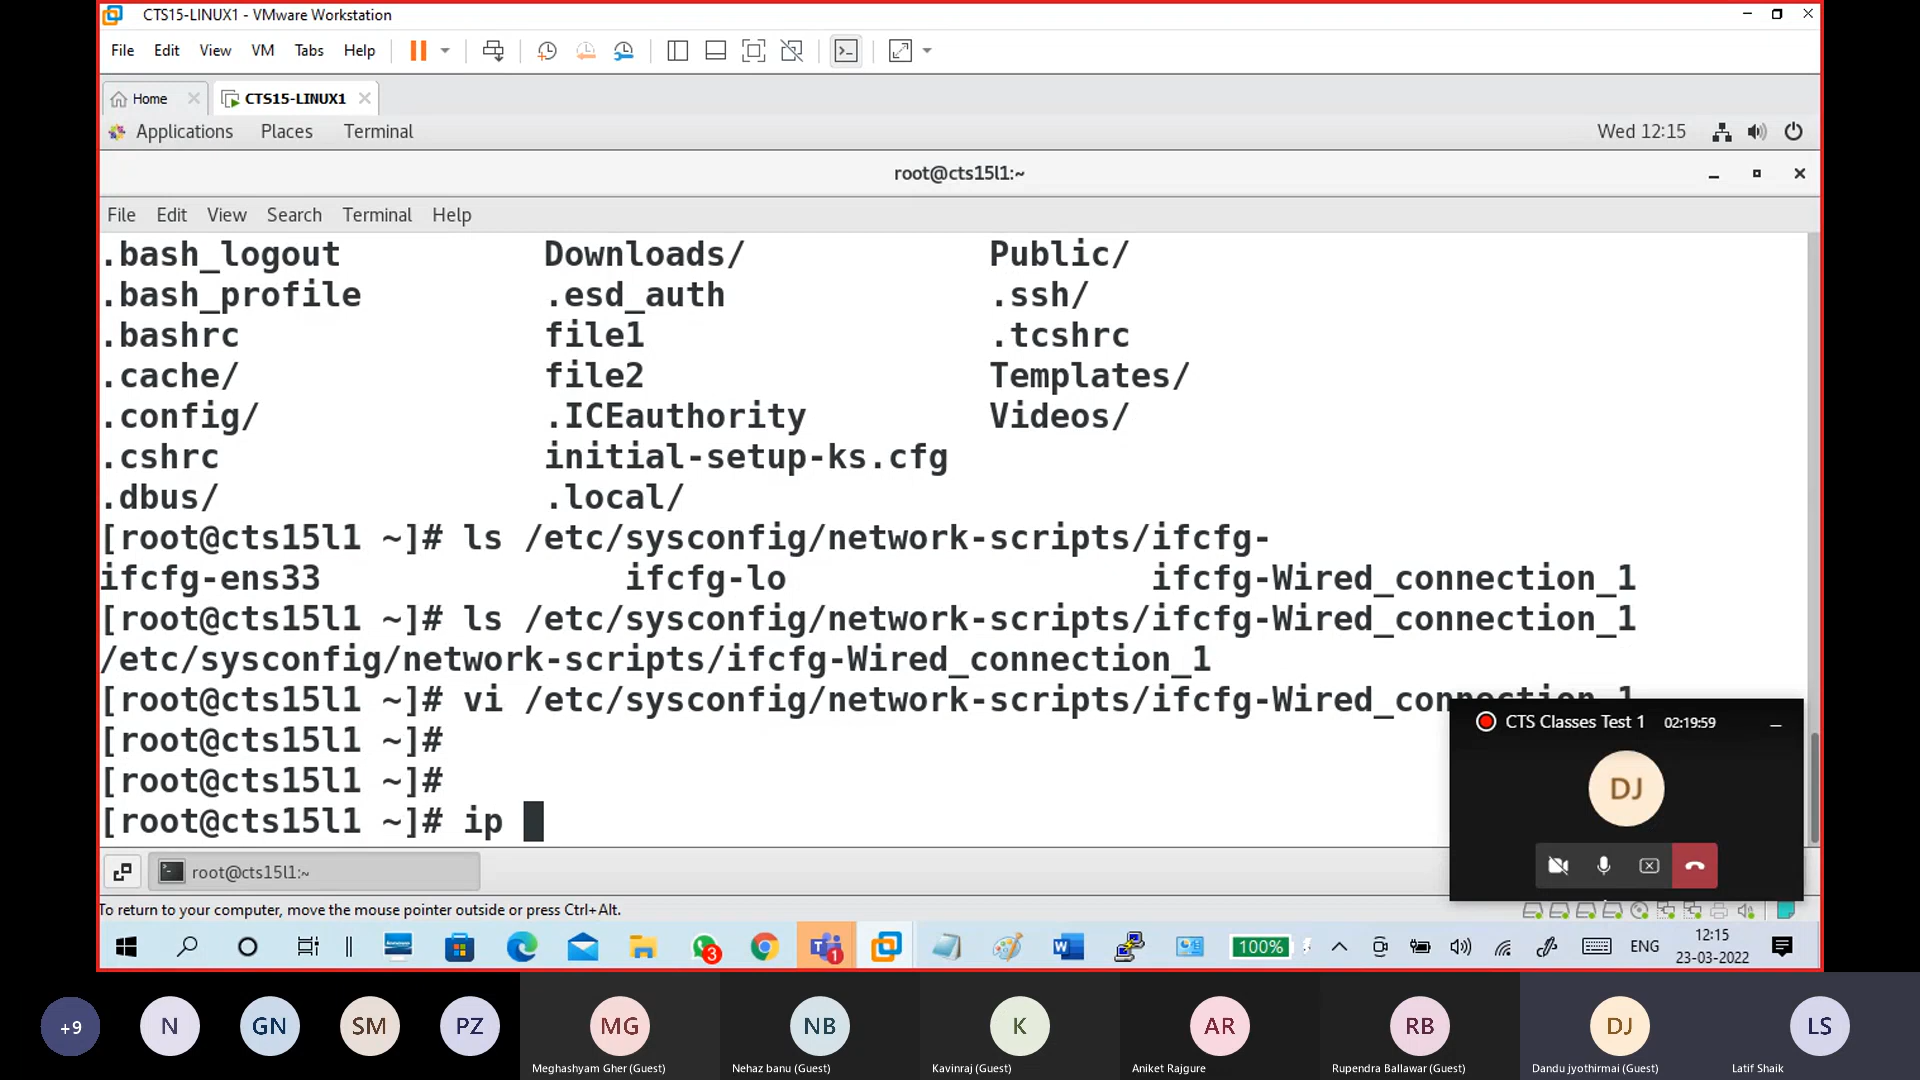 CTS15-LINUX1 - VMware Workstation
File Edit View VM Tabs Help
Home CTS15-LINUX1
Applications Places Terminal Wed 12:15
root@cts15l1:~
File Edit View Search Terminal Help
.bash_logout Downloads/ Public/
.bash_profile .esd_auth .ssh/
.bashrc file1 .tcshrc
.cache/ file2 Templates/
.config/ .ICEauthority Videos/
.cshrc initial-setup-ks.cfg
.dbus/ .local/
[root@cts15l1 ~]# ls /etc/sysconfig/network-scripts/ifcfg-
ifcfg-ens33 ifcfg-lo ifcfg-Wired_connection_1
[root@cts15l1 ~]# ls /etc/sysconfig/network-scripts/ifcfg-Wired_connection_1
/etc/sysconfig/network-scripts/ifcfg-Wired_connection_1
[root@cts15l1 ~]# vi /etc/sysconfig/network-scripts/ifcfg-Wired_connection_1
[root@cts15l1 ~]#
[root@cts15l1 ~]#
[root@cts15l1 ~]# ip
CTS Classes Test 1 02:19:59
DJ
root@cts15l1:~
To return to your computer, move the mouse pointer outside or press Ctrl+Alt.
3 1 100% ENG 12:15
23-03-2022
+9 N GN SM PZ MG NB K AR RB DJ LS
Meghashyam Gher (Guest) Nehaz banu (Guest) Kavinraj (Guest) Aniket Rajgure Rupendra Ballawar (Guest) Dandu jyothirmai (Guest) Latif Shaik